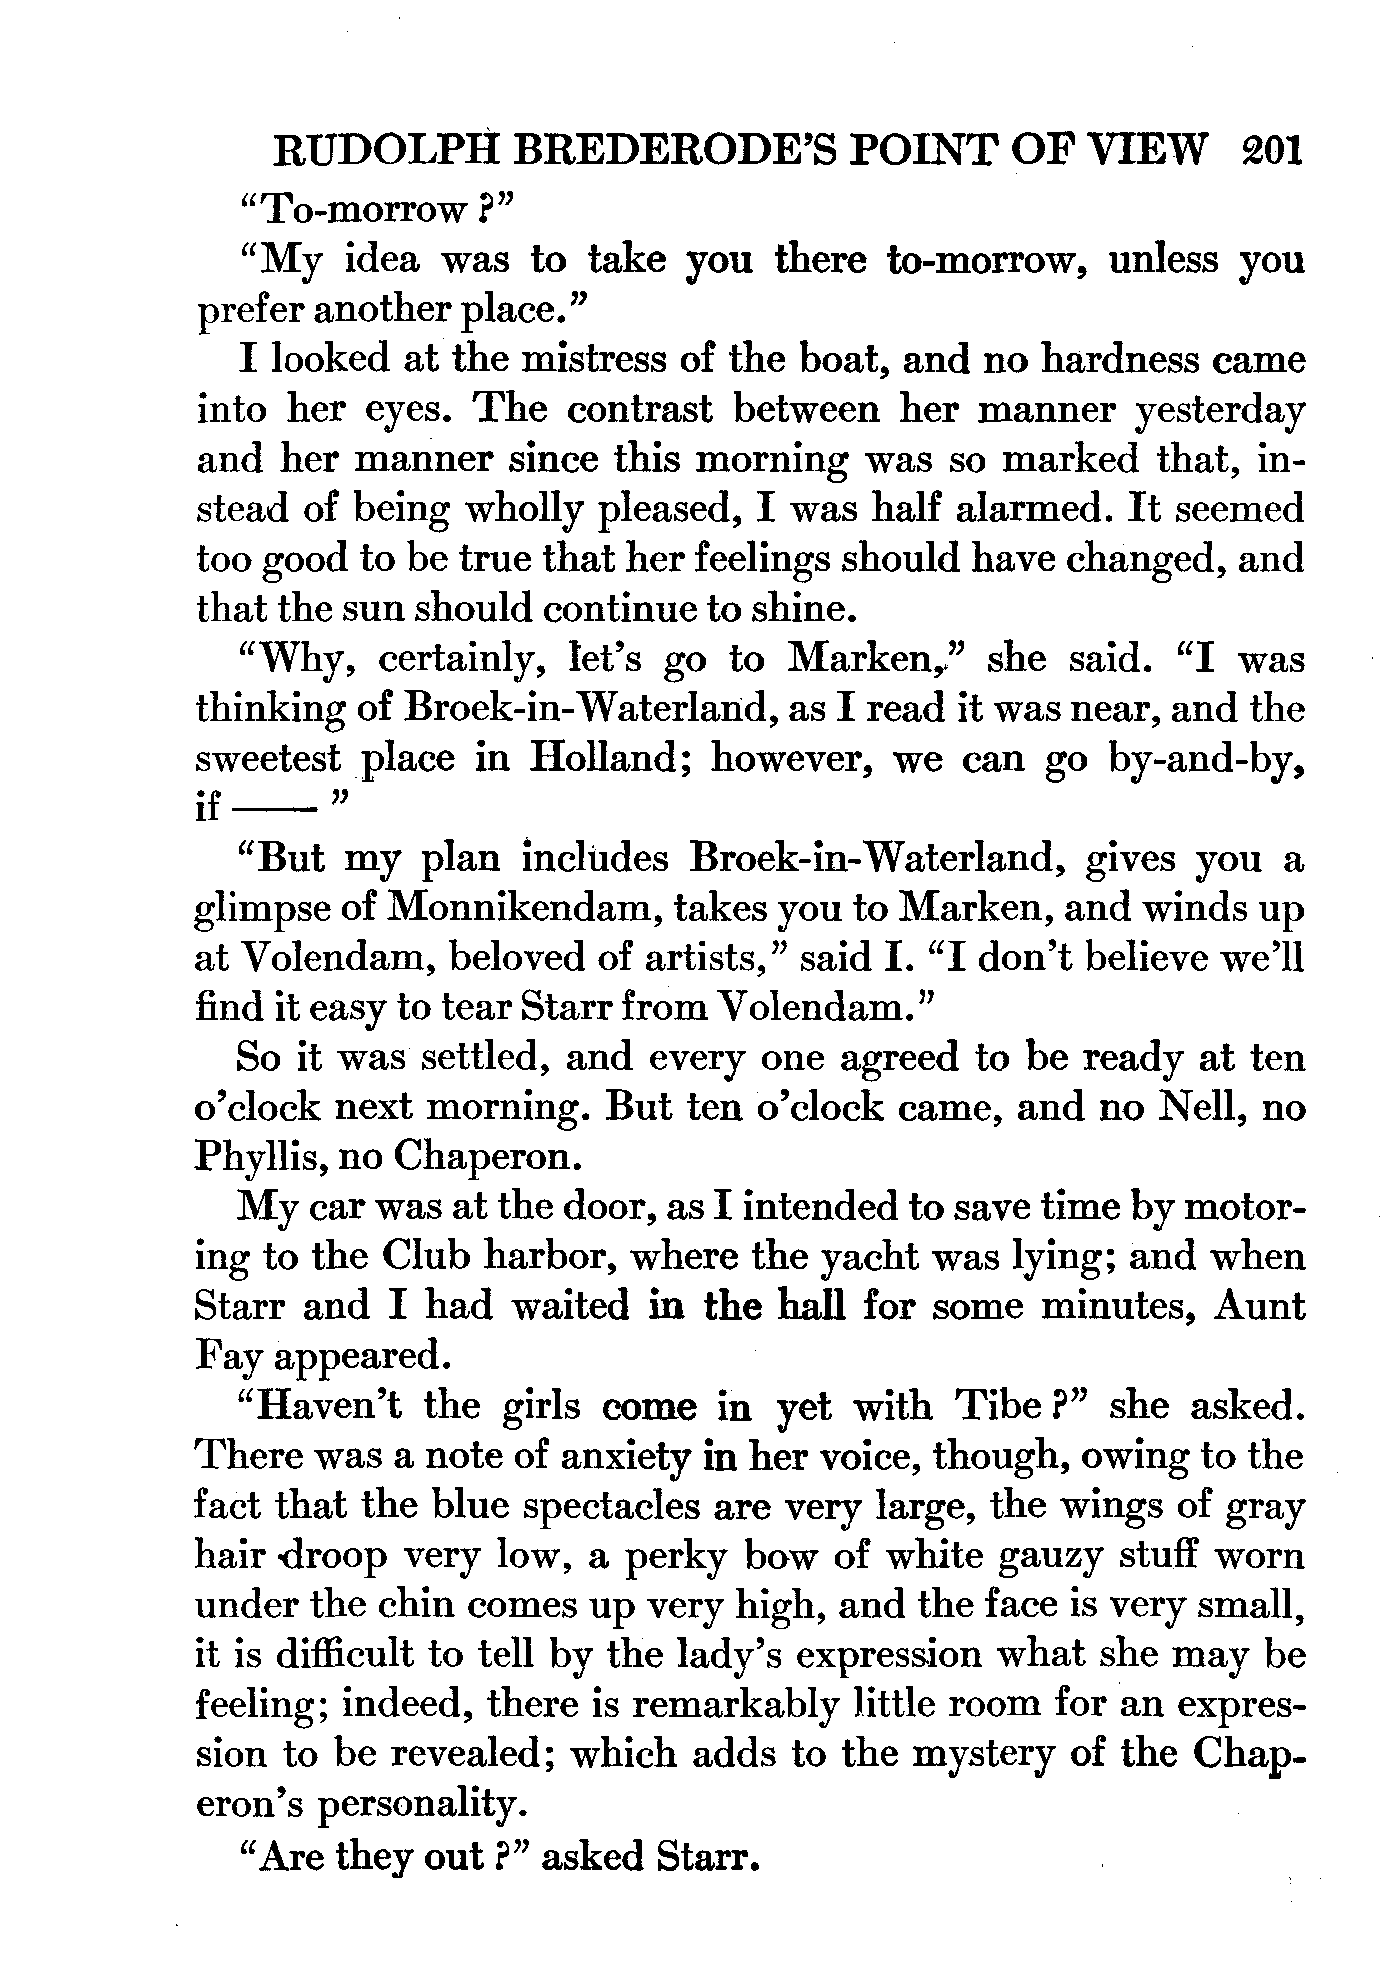 RUDOLPH BREDERODE'S POINT OF VIEW 201
“To-morrow?”
“My idea was to take you there to-morrow, unless you
prefer another place.”
I looked at the mistress of the boat, and no hardness came
into her eyes. The contrast between her manner yesterday
and her manner since this morning was so marked that, in-
stead of being wholly pleased, I was half alarmed. It seemed
too good to be true that her feelings should have changed, and
that the sun should continue to shine.
“Why, certainly, let's go to Marken,” she said. “I was
thinking of Broek-in-Waterland, as I read it was near, and the
sweetest place in Holland; however, we can go by-and-by,
if —— ”
“But my plan includes Broek-in-Waterland, gives you a
glimpse of Monnikendam, takes you to Marken, and winds up
at Volendam, beloved of artists,” said I. “I don't believe we'll
find it easy to tear Starr from Volendam.”
So it was settled, and every one agreed to be ready at ten
o'clock next morning. But ten o'clock came, and no Nell, no
Phyllis, no Chaperon.
My car was at the door, as I intended to save time by motor-
ing to the Club harbor, where the yacht was lying; and when
Starr and I had waited in the hall for some minutes, Aunt
Fay appeared.
“Haven't the girls come in yet with Tibe?” she asked.
There was a note of anxiety in her voice, though, owing to the
fact that the blue spectacles are very large, the wings of gray
hair droop very low, a perky bow of white gauzy stuff worn
under the chin comes up very high, and the face is very small,
it is difficult to tell by the lady's expression what she may be
feeling; indeed, there is remarkably little room for an expres-
sion to be revealed; which adds to the mystery of the Chap-
eron's personality.
“Are they out?” asked Starr.